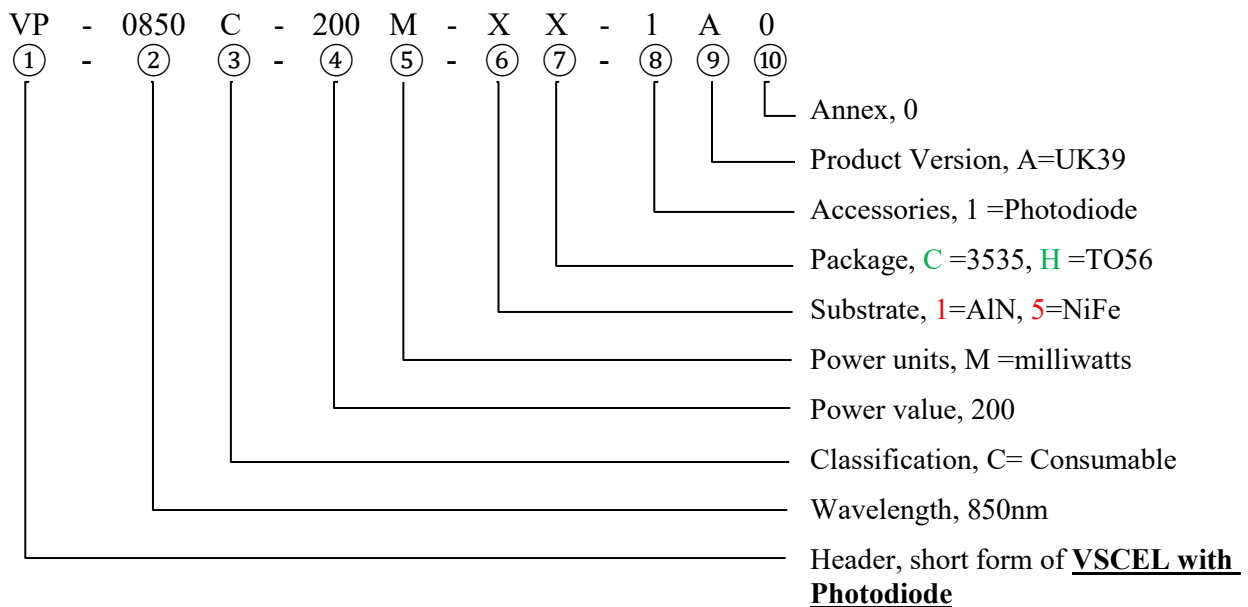 VP - 0850 C - 200 M - X X - 1 A 0
① - ② ③ - ④ ⑤ - ⑥ ⑦ - ⑧ ⑨ ⑩
Annex, 0
Product Version, A=UK39
Accessories, 1 =Photodiode
Package, C =3535, H =TO56
Substrate, 1=AlN, 5=NiFe
Power units, M =milliwatts
Power value, 200
Classification, C= Consumable
Wavelength, 850nm
Header, short form of VSCEL with
Photodiode